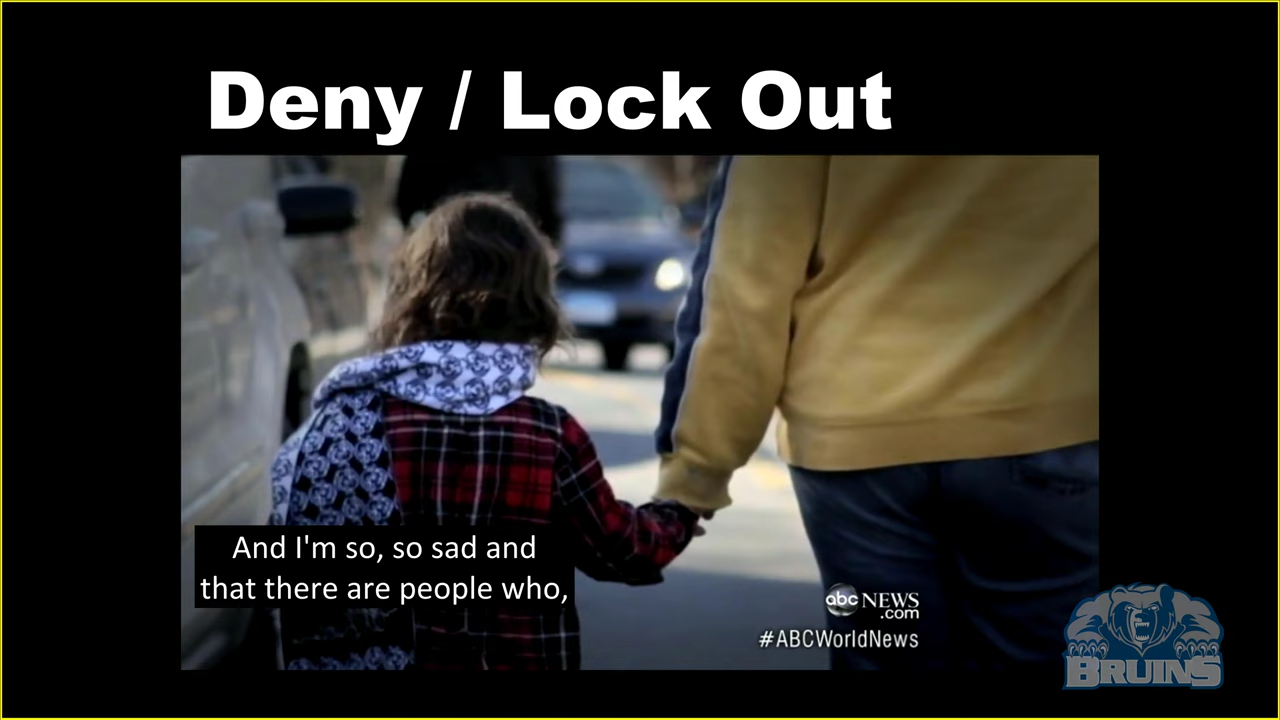 Deny / Lock Out
And I'm so, so sad and
that there are people who,
abc NEWS
.com
#ABCWorldNews
BRUINS